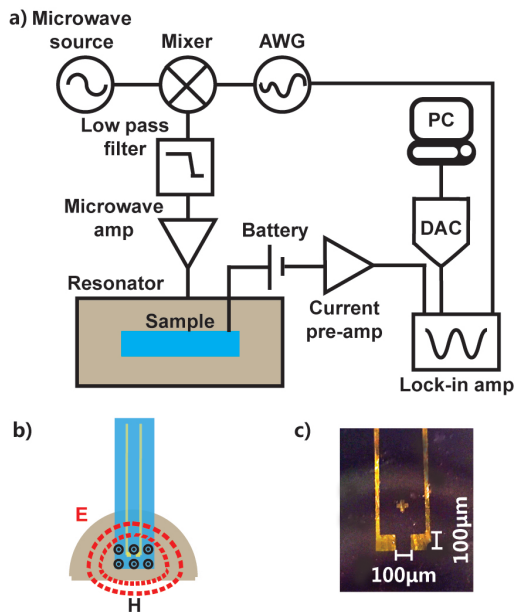 a)
Microwave
source
Mixer
AWG
Low pass
filter
PC
Microwave
amp
DAC
Battery
Resonator
Sample
Current
pre-amp
Lock-in amp
b)
E
H
c)
100µm
100µm